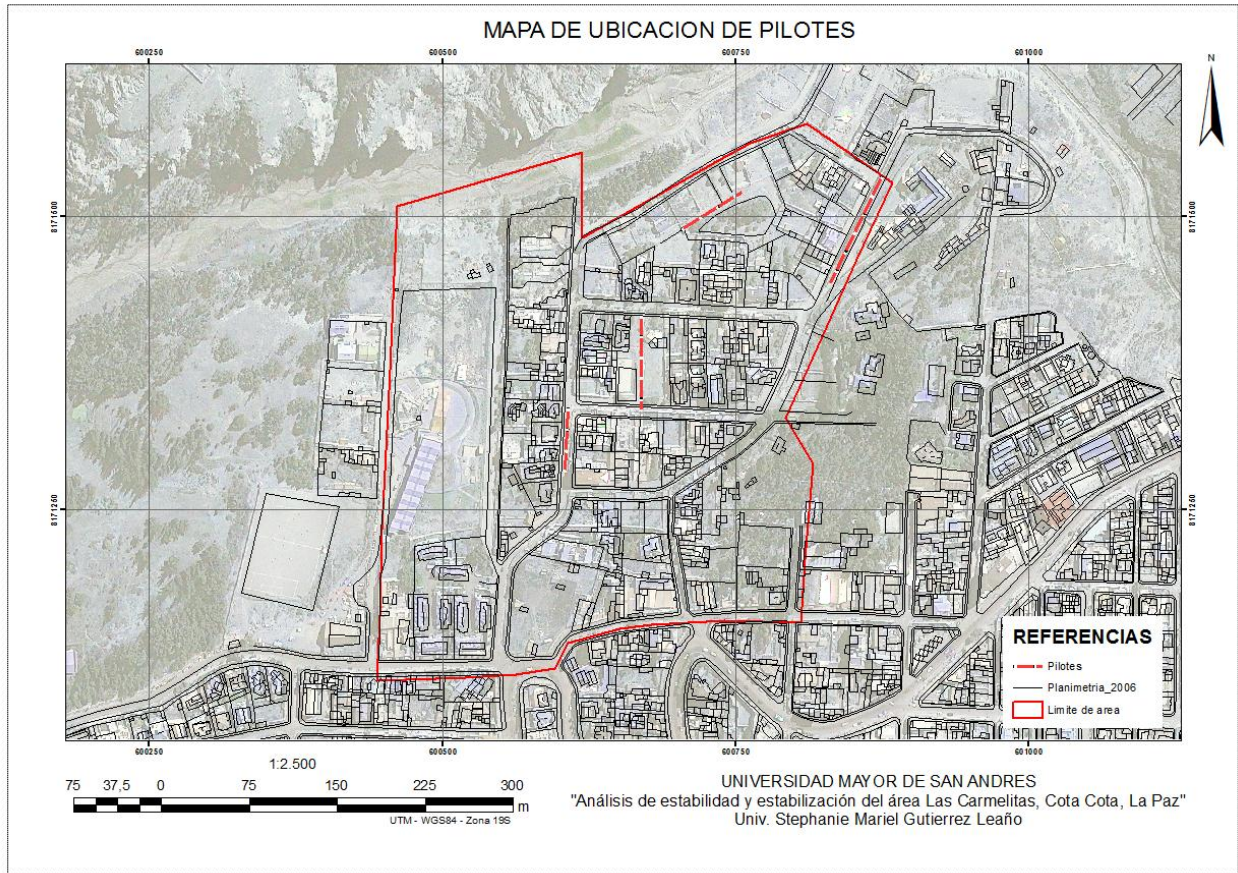 MAPA DE UBICACION DE PILOTES
600250 600500 600750 601000
N
8171500 8171500
8171250 8171250
REFERENCIAS
Pilotes
Planimetria_2006
Limite de area
600250 600500 600750 601000
1:2.500
75 37,5 0 75 150 225 300
m
UTM - WGS84 - Zona 19S
UNIVERSIDAD MAYOR DE SAN ANDRES
"Análisis de estabilidad y estabilización del área Las Carmelitas, Cota Cota, La Paz"
Univ. Stephanie Mariel Gutierrez Leaño